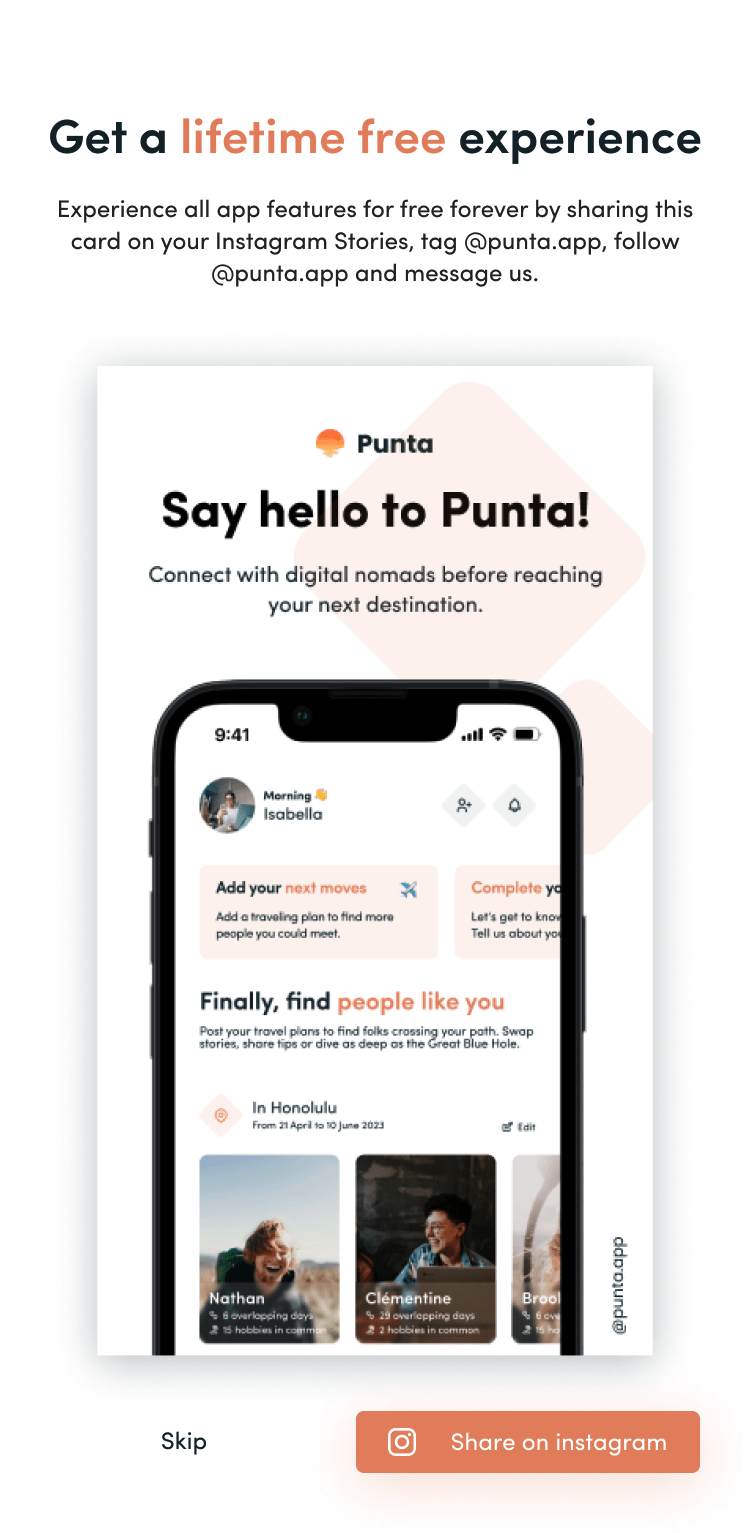 Get a lifetime free experience
Experience all app features for free forever by sharing this
card on your Instagram Stories, tag @punta.app, follow
@punta.app and message us.
Punta
Say hello to Punta!
Connect with digital nomads before reaching
your next destination.
9:41
Morning 👋
Isabella
Add your next moves
Add a traveling plan to find more
people you could meet.
Complete yo
Let's get to know
Tell us about you
Finally, find people like you
Post your travel plans to find folks crossing your path. Swap
stories, share tips or dive as deep as the Great Blue Hole.
In Honolulu
From 21 April to 10 June 2023
Edit
Nathan
6 overlapping days
15 hobbies in common
Clémentine
29 overlapping days
2 hobbies in common
Brool
6 ove
15 ho
@punta.app
Skip
Share on instagram